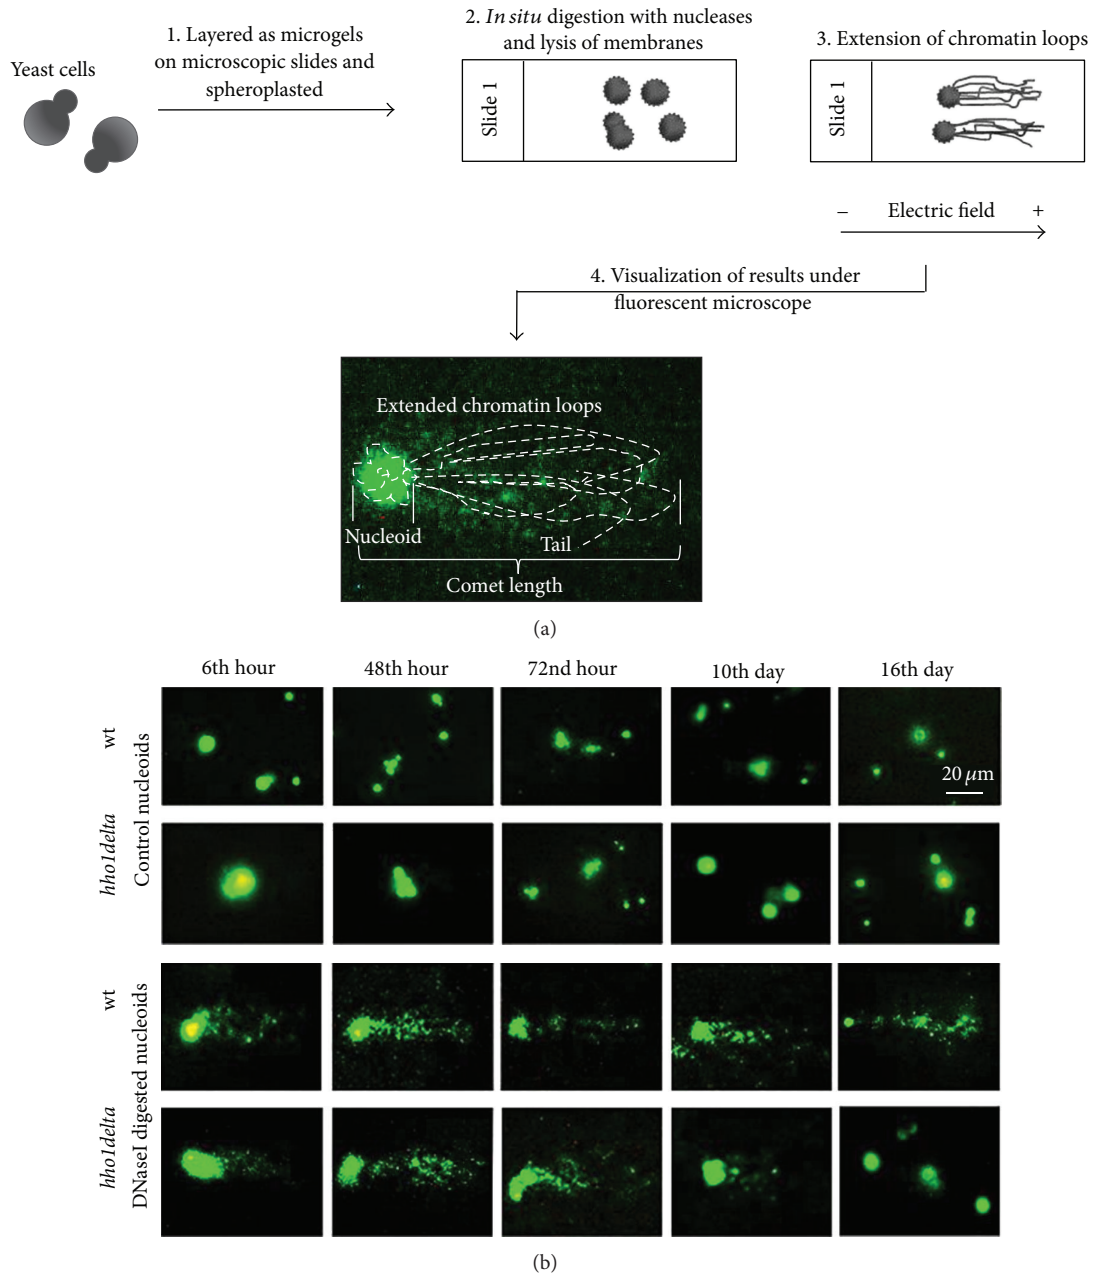 Yeast cells
1. Layered as microgels
on microscopic slides and
spheroplasted
2. In situ digestion with nucleases
and lysis of membranes
Slide 1
3. Extension of chromatin loops
Slide 1
– Electric field +
4. Visualization of results under
fluorescent microscope
Extended chromatin loops
Nucleoid
Tail
Comet length
(a)
6th hour
48th hour
72nd hour
10th day
16th day
wt
hho1delta
Control nucleoids
20 μm
wt
hho1delta
DNaseI digested nucleoids
(b)